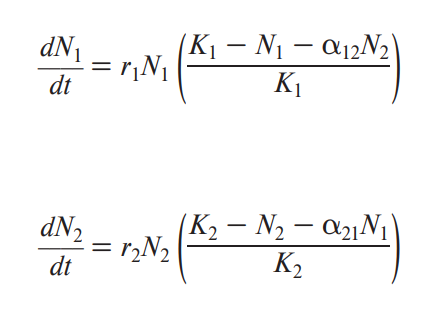 dN₁/dt = r₁N₁ ((K₁ − N₁ − α₁₂N₂)/K₁)
dN₂/dt = r₂N₂ ((K₂ − N₂ − α₂₁N₁)/K₂)